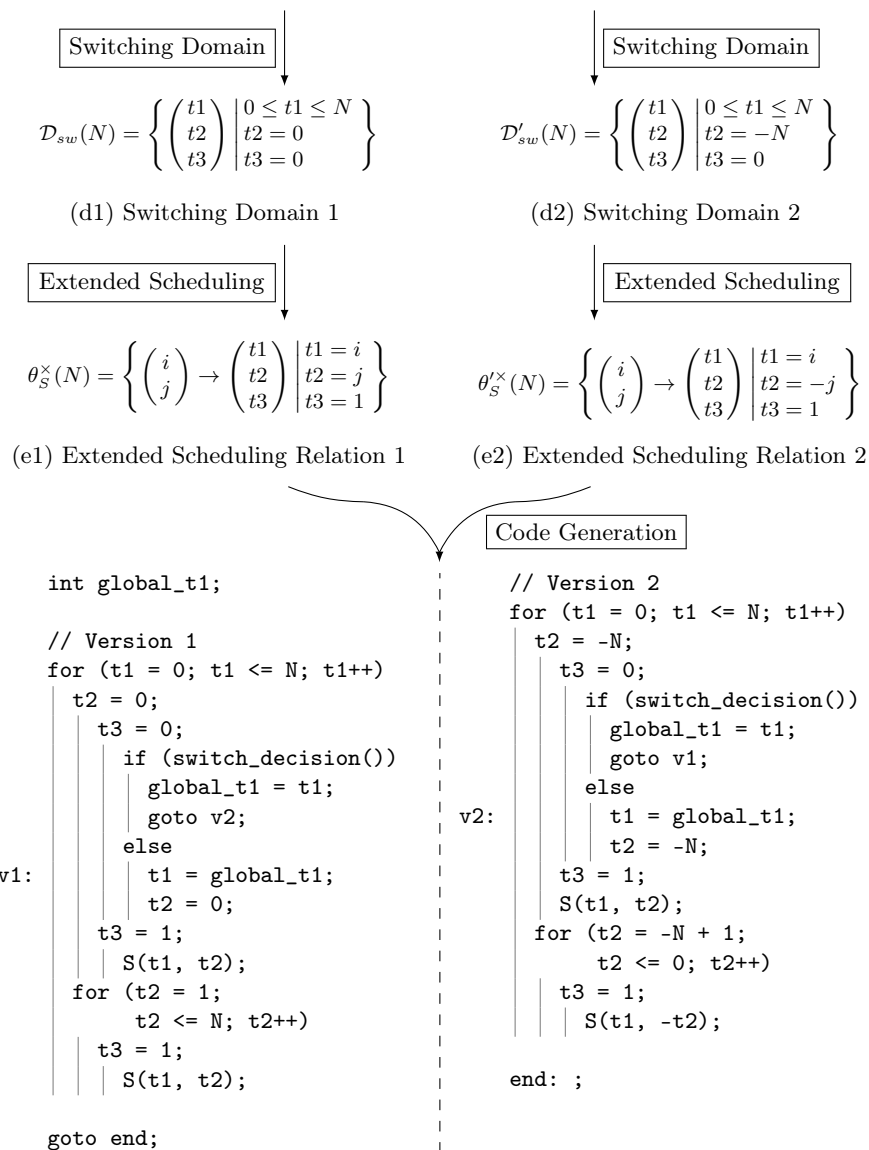 Switching Domain
𝒟sw(N) = { ( t1 t2 t3 ) | 0 ≤ t1 ≤ N t2 = 0 t3 = 0 }
(d1) Switching Domain 1
Extended Scheduling
θ_S^×(N) = { ( i j ) → ( t1 t2 t3 ) | t1 = i t2 = j t3 = 1 }
(e1) Extended Scheduling Relation 1
Switching Domain
𝒟′sw(N) = { ( t1 t2 t3 ) | 0 ≤ t1 ≤ N t2 = −N t3 = 0 }
(d2) Switching Domain 2
Extended Scheduling
θ_S^′×(N) = { ( i j ) → ( t1 t2 t3 ) | t1 = i t2 = −j t3 = 1 }
(e2) Extended Scheduling Relation 2
Code Generation
int global_t1;
// Version 1
for (t1 = 0; t1 <= N; t1++)
t2 = 0;
t3 = 0;
if (switch_decision())
global_t1 = t1;
goto v2;
else
v1: t1 = global_t1;
t2 = 0;
t3 = 1;
S(t1, t2);
for (t2 = 1;
t2 <= N; t2++)
t3 = 1;
S(t1, t2);
goto end;
// Version 2
for (t1 = 0; t1 <= N; t1++)
t2 = -N;
t3 = 0;
if (switch_decision())
global_t1 = t1;
goto v1;
else
v2: t1 = global_t1;
t2 = -N;
t3 = 1;
S(t1, t2);
for (t2 = -N + 1;
t2 <= 0; t2++)
t3 = 1;
S(t1, -t2);
end: ;